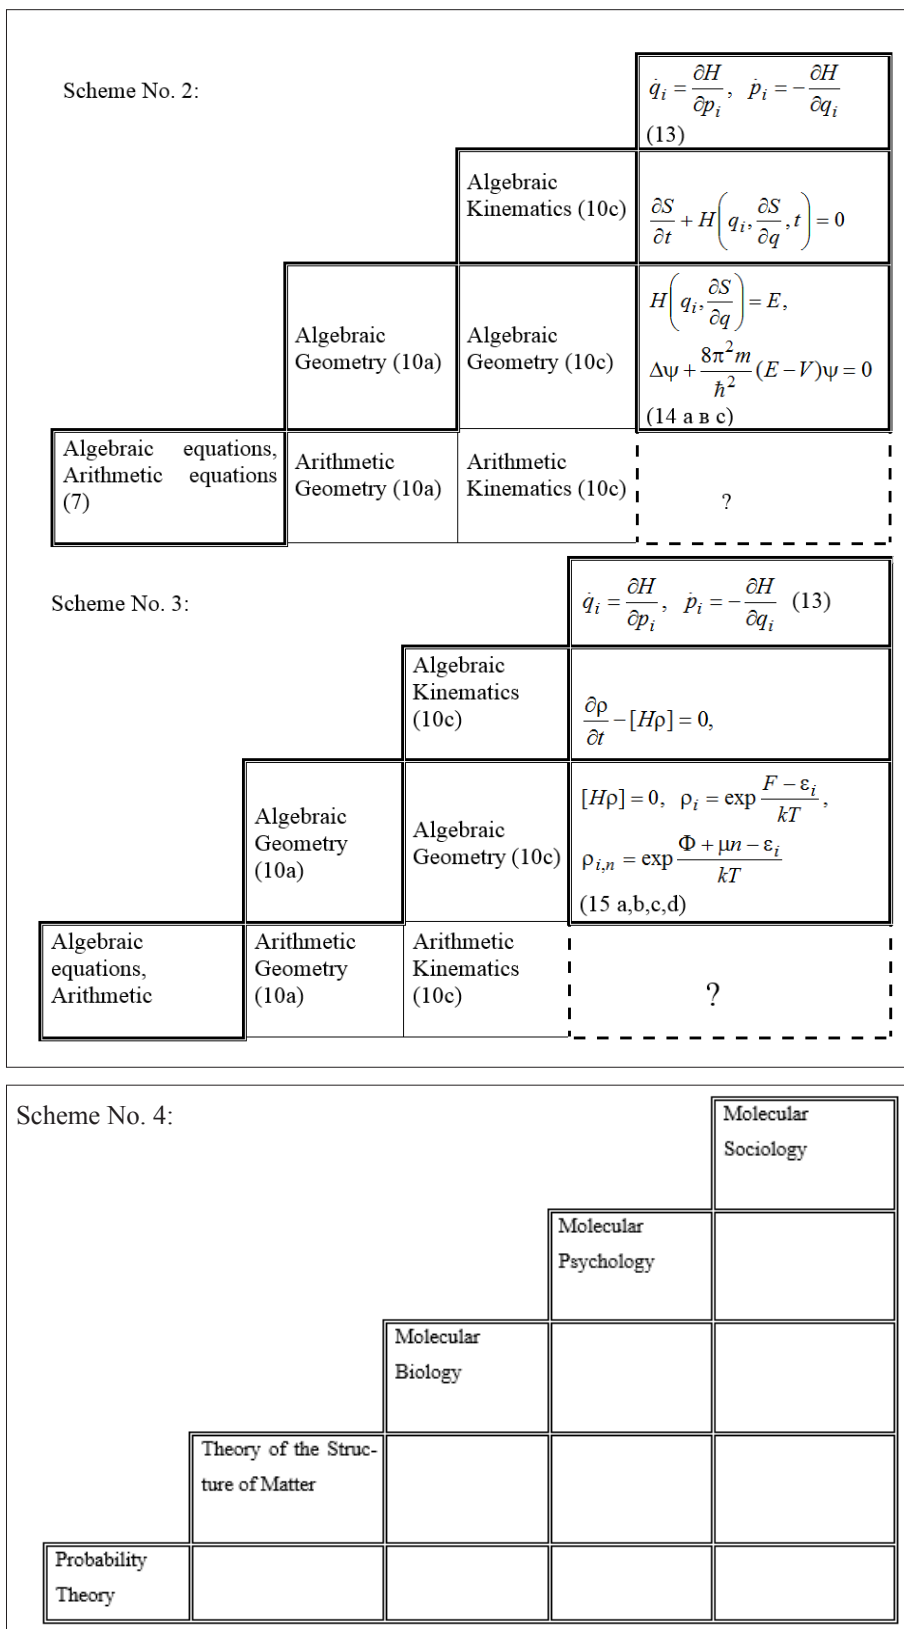 Scheme No. 2:
q̇ᵢ = ∂H/∂pᵢ, ṗᵢ = −∂H/∂qᵢ
(13)
Algebraic
Kinematics (10c)
∂S/∂t + H(qᵢ, ∂S/∂q, t) = 0
Algebraic
Geometry (10a)
Algebraic
Geometry (10c)
H(qᵢ, ∂S/∂q) = E,
Δψ + 8π²m/ħ² (E − V)ψ = 0
(14 а в с)
Algebraic equations,
Arithmetic equations
(7)
Arithmetic
Geometry (10a)
Arithmetic
Kinematics (10c)
?
Scheme No. 3:
q̇ᵢ = ∂H/∂pᵢ, ṗᵢ = −∂H/∂qᵢ (13)
Algebraic
Kinematics
(10c)
∂ρ/∂t − [Hρ] = 0,
Algebraic
Geometry
(10a)
Algebraic
Geometry (10c)
[Hρ] = 0, ρᵢ = exp (F − εᵢ)/kT,
ρᵢ,ₙ = exp (Φ + μn − εᵢ)/kT
(15 a,b,c,d)
Algebraic
equations,
Arithmetic
Arithmetic
Geometry
(10a)
Arithmetic
Kinematics
(10c)
?
Scheme No. 4:
Molecular
Sociology
Molecular
Psychology
Molecular
Biology
Theory of the Struc-
ture of Matter
Probability
Theory